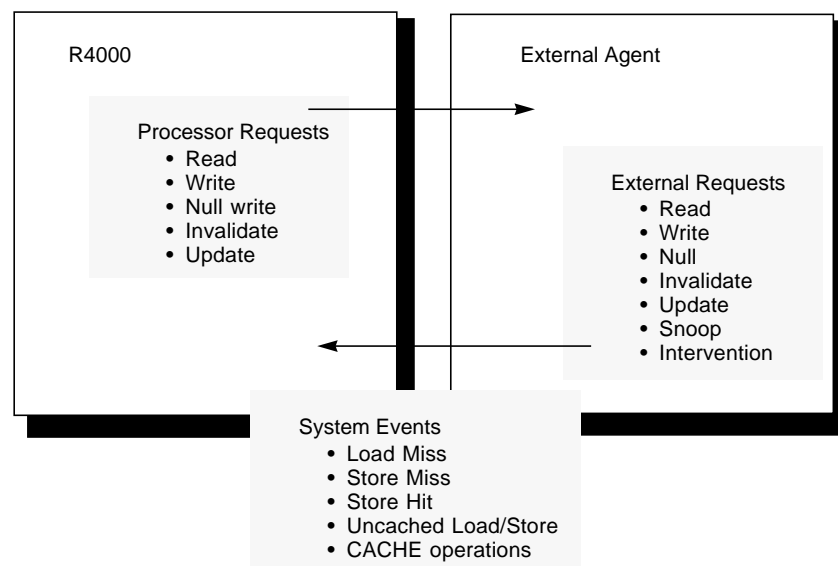 R4000
Processor Requests
• Read
• Write
• Null write
• Invalidate
• Update
External Agent
External Requests
• Read
• Write
• Null
• Invalidate
• Update
• Snoop
• Intervention
System Events
• Load Miss
• Store Miss
• Store Hit
• Uncached Load/Store
• CACHE operations